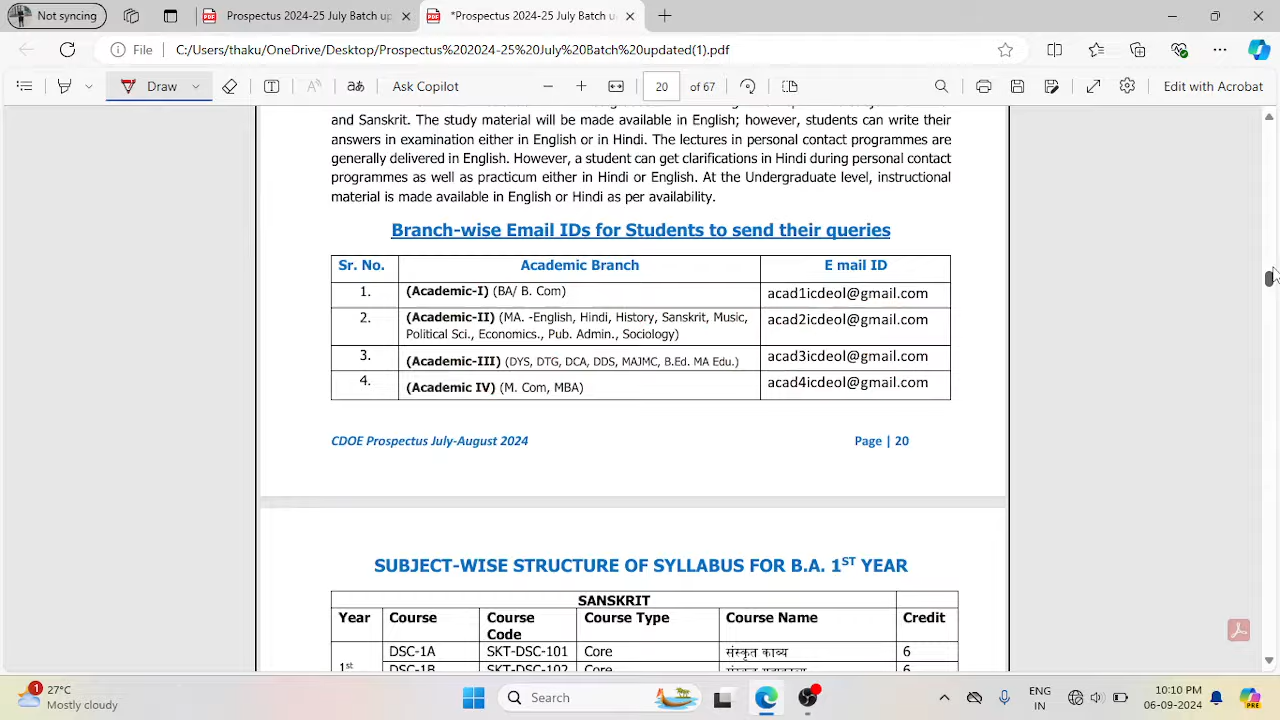 Not syncing
Prospectus 2024-25 July Batch up
*Prospectus 2024-25 July Batch u
File
C:/Users/thaku/OneDrive/Desktop/Prospectus%202024-25%20July%20Batch%20updated(1).pdf
Draw
Ask Copilot
20 of 67
Edit with Acrobat
and Sanskrit. The study material will be made available in English; however, students can write their
answers in examination either in English or in Hindi. The lectures in personal contact programmes are
generally delivered in English. However, a student can get clarifications in Hindi during personal contact
programmes as well as practicum either in Hindi or English. At the Undergraduate level, instructional
material is made available in English or Hindi as per availability.
Branch-wise Email IDs for Students to send their queries
Sr. No. Academic Branch E mail ID
1. (Academic-I) (BA/ B. Com) acad1icdeol@gmail.com
2. (Academic-II) (MA. -English, Hindi, History, Sanskrit, Music, acad2icdeol@gmail.com
Political Sci., Economics., Pub. Admin., Sociology)
3. (Academic-III) (DYS, DTG, DCA, DDS, MAJMC, B.Ed. MA Edu.) acad3icdeol@gmail.com
4. (Academic IV) (M. Com, MBA) acad4icdeol@gmail.com
CDOE Prospectus July-August 2024 Page | 20
SUBJECT-WISE STRUCTURE OF SYLLABUS FOR B.A. 1ST YEAR
SANSKRIT
Year Course Course Course Type Course Name Credit
Code
DSC-1A SKT-DSC-101 Core संस्कृत काव्य 6
1st DSC-1B SKT-DSC-102 Core 6
1
27°C
Mostly cloudy
Search
ENG
IN
10:10 PM
06-09-2024
PRE